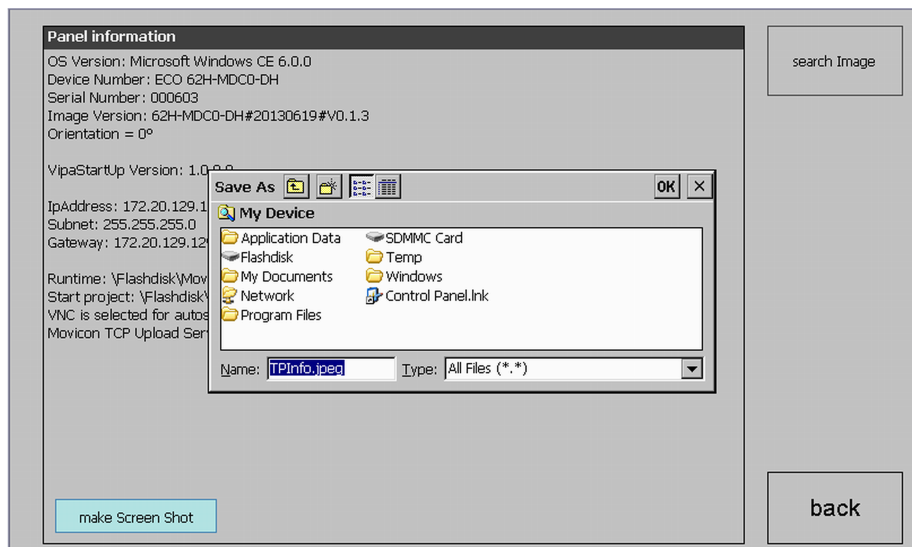 Panel information
OS Version: Microsoft Windows CE 6.0.0
Device Number: ECO 62H-MDC0-DH
Serial Number: 000603
Image Version: 62H-MDC0-DH#20130619#V0.1.3
Orientation = 0º
VipaStartUp Version: 1.0.0.0
IpAddress: 172.20.129.1
Subnet: 255.255.255.0
Gateway: 172.20.129.129
Runtime: \Flashdisk\Mov
Start project: \Flashdisk\
VNC is selected for autos
Movicon TCP Upload Ser
Save As OK ×
My Device
Application Data SDMMC Card
Flashdisk Temp
My Documents Windows
Network Control Panel.lnk
Program Files
Name: TPInfo.jpeg Type: All Files (*.*)
make Screen Shot
search Image
back